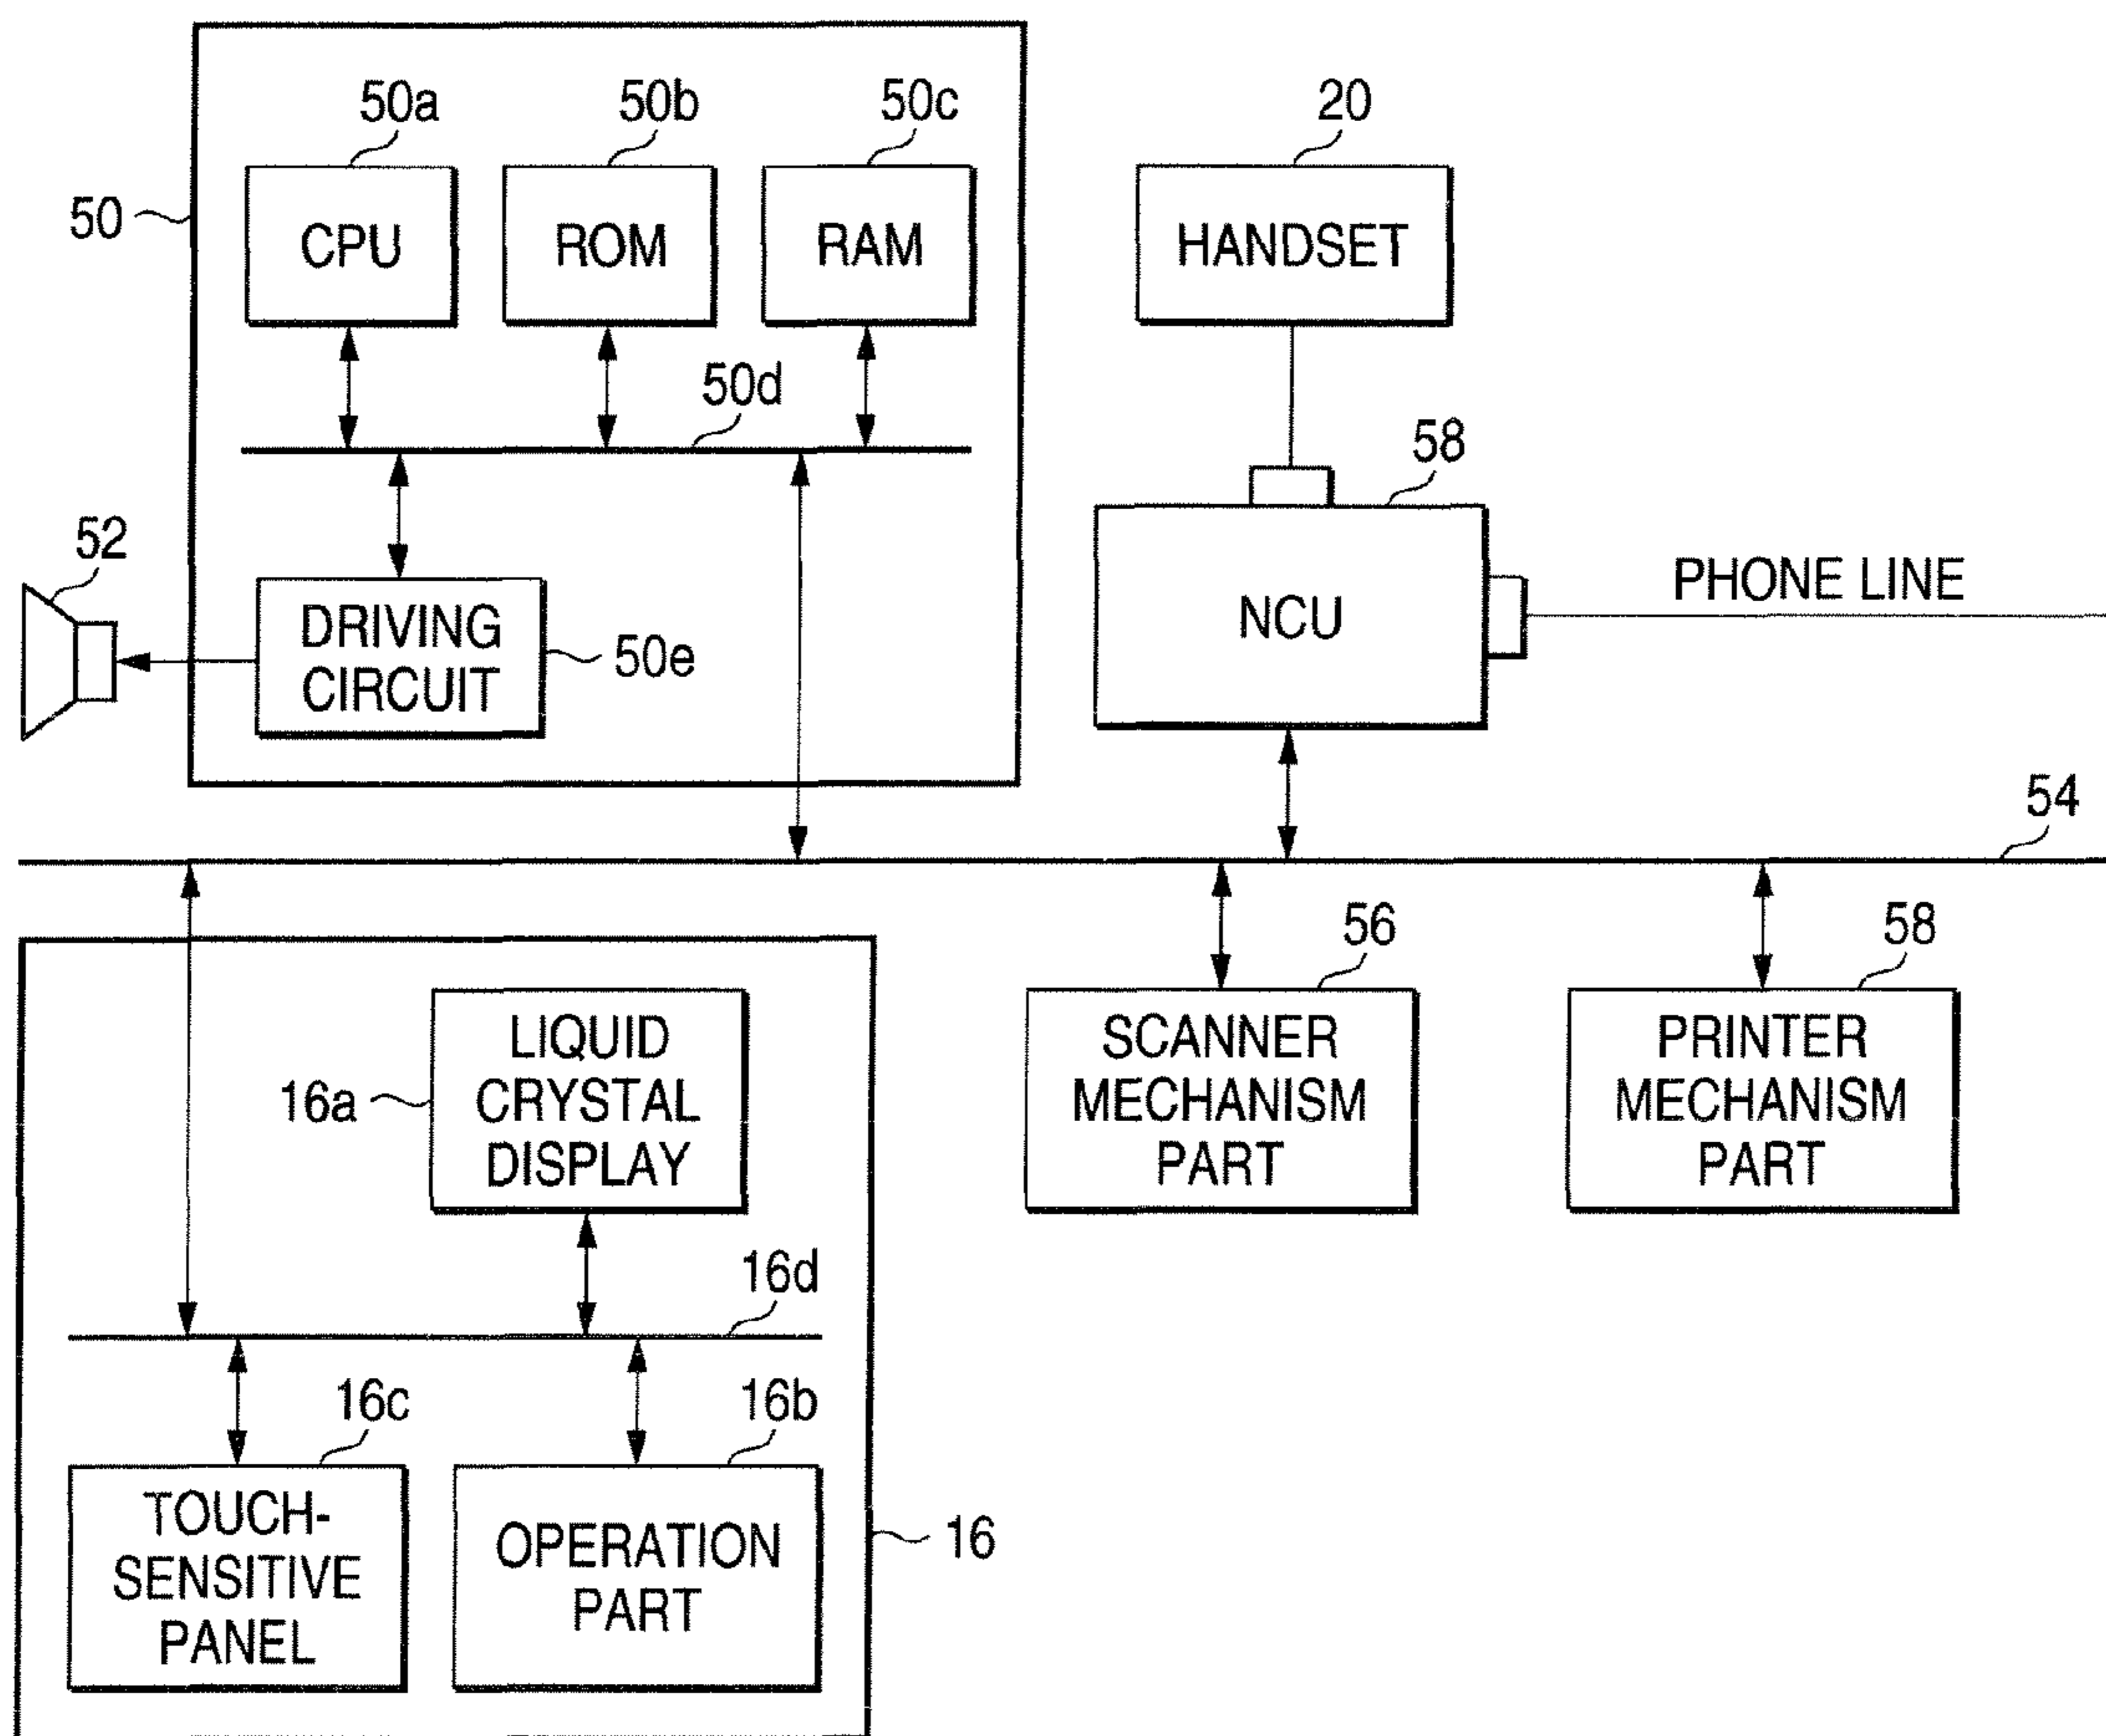 50a
50b
50c
20
50
CPU
ROM
RAM
HANDSET
50d
58
52
DRIVING
CIRCUIT
50e
NCU
PHONE LINE
54
56
58
16a
LIQUID
CRYSTAL
DISPLAY
SCANNER
MECHANISM
PART
PRINTER
MECHANISM
PART
16d
16c
16b
TOUCH-
SENSITIVE
PANEL
OPERATION
PART
16